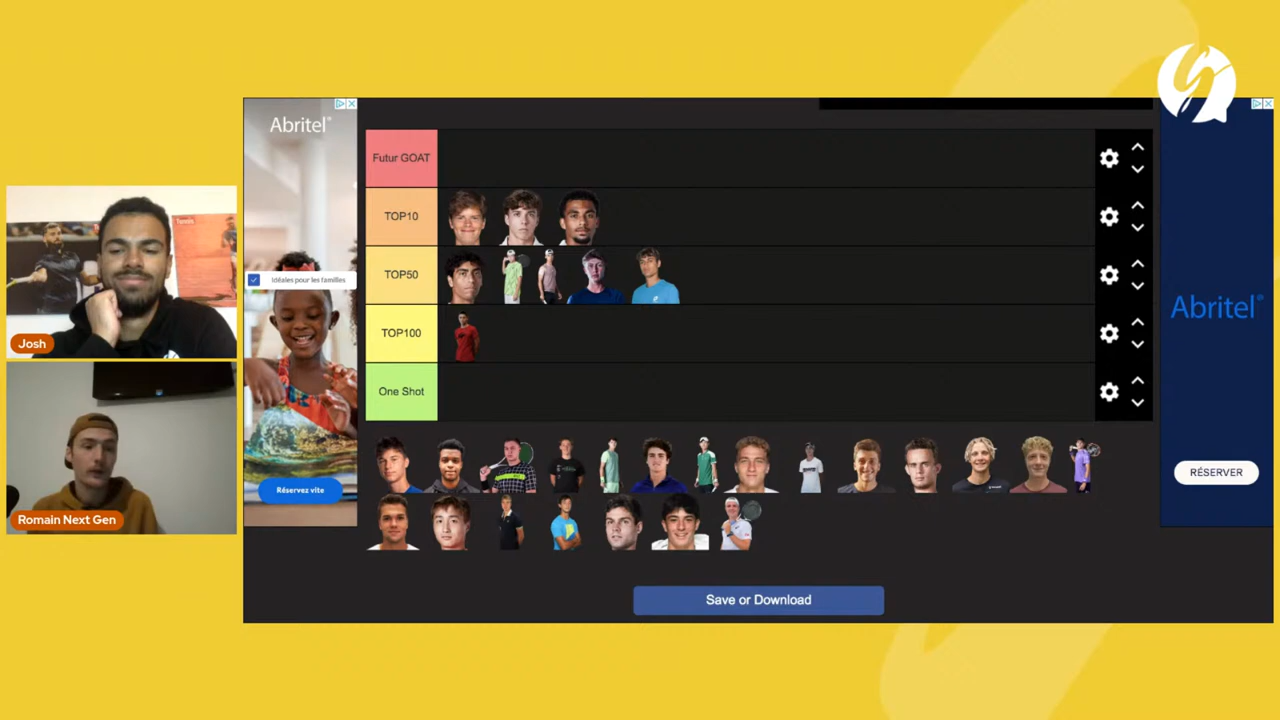 Abritel®
Idéales pour les familles
Réservez vite
Josh
Romain Next Gen
Futur GOAT
TOP10
TOP50
TOP100
One Shot
Save or Download
Abritel®
RÉSERVER